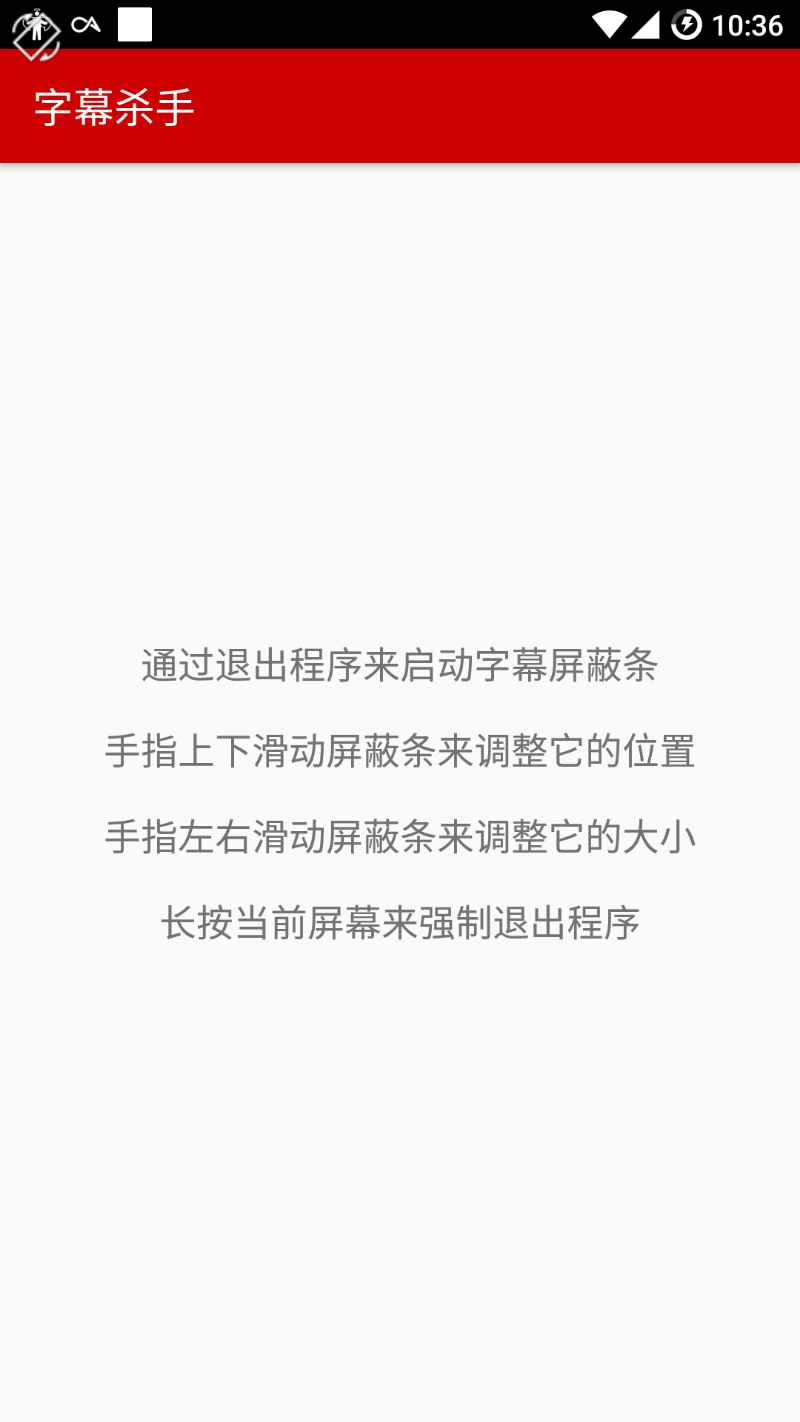 10:36
字幕杀手
通过退出程序来启动字幕屏蔽条
手指上下滑动屏蔽条来调整它的位置
手指左右滑动屏蔽条来调整它的大小
长按当前屏幕来强制退出程序